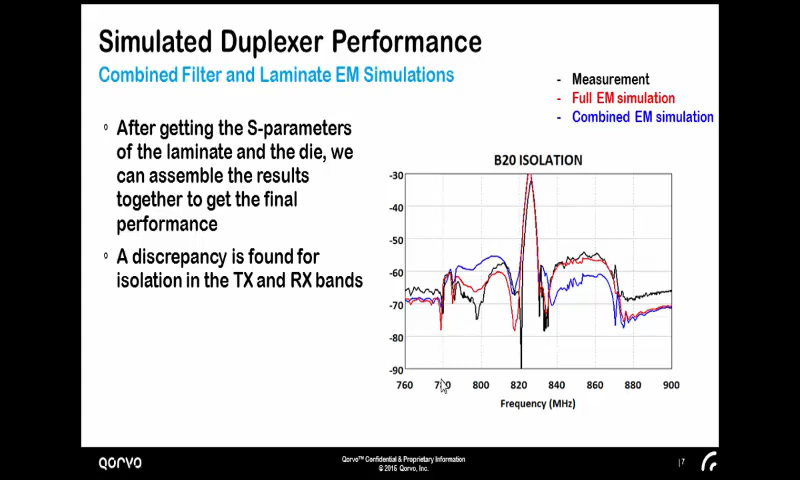 Simulated Duplexer Performance
Combined Filter and Laminate EM Simulations
- Measurement
- Full EM simulation
- Combined EM simulation
° After getting the S-parameters
of the laminate and the die, we
can assemble the results
together to get the final
performance
° A discrepancy is found for
isolation in the TX and RX bands
B20 ISOLATION
-30
-40
-50
-60
-70
-80
-90
760 780 800 820 840 860 880 900
Frequency (MHz)
QORVO
Qorvo™ Confidential & Proprietary Information
© 2016 Qorvo, Inc.
| 7